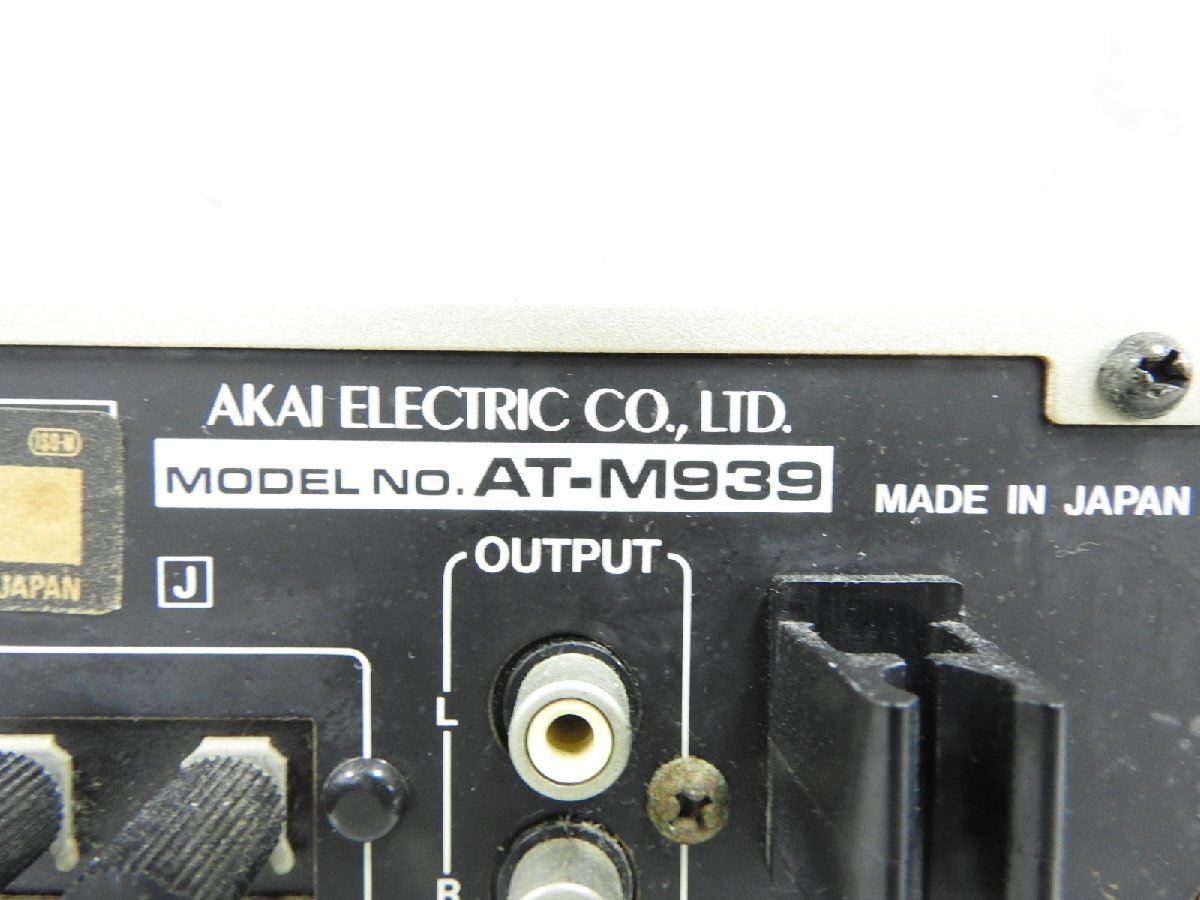 AKAI ELECTRIC CO., LTD.
MODEL NO. AT-M939
MADE IN JAPAN
JAPAN
J
OUTPUT
L
R